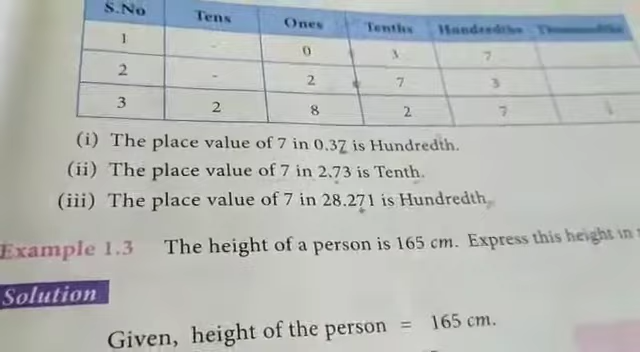 S.No Tens Ones Tenths Hundredths Thousandths
1 - 0 3 7
2 - 2 7 3
3 2 8 2 7
(i) The place value of 7 in 0.37 is Hundredth.
(ii) The place value of 7 in 2.73 is Tenth.
(iii) The place value of 7 in 28.271 is Hundredth.
Example 1.3 The height of a person is 165 cm. Express this height in
Solution
Given, height of the person = 165 cm.